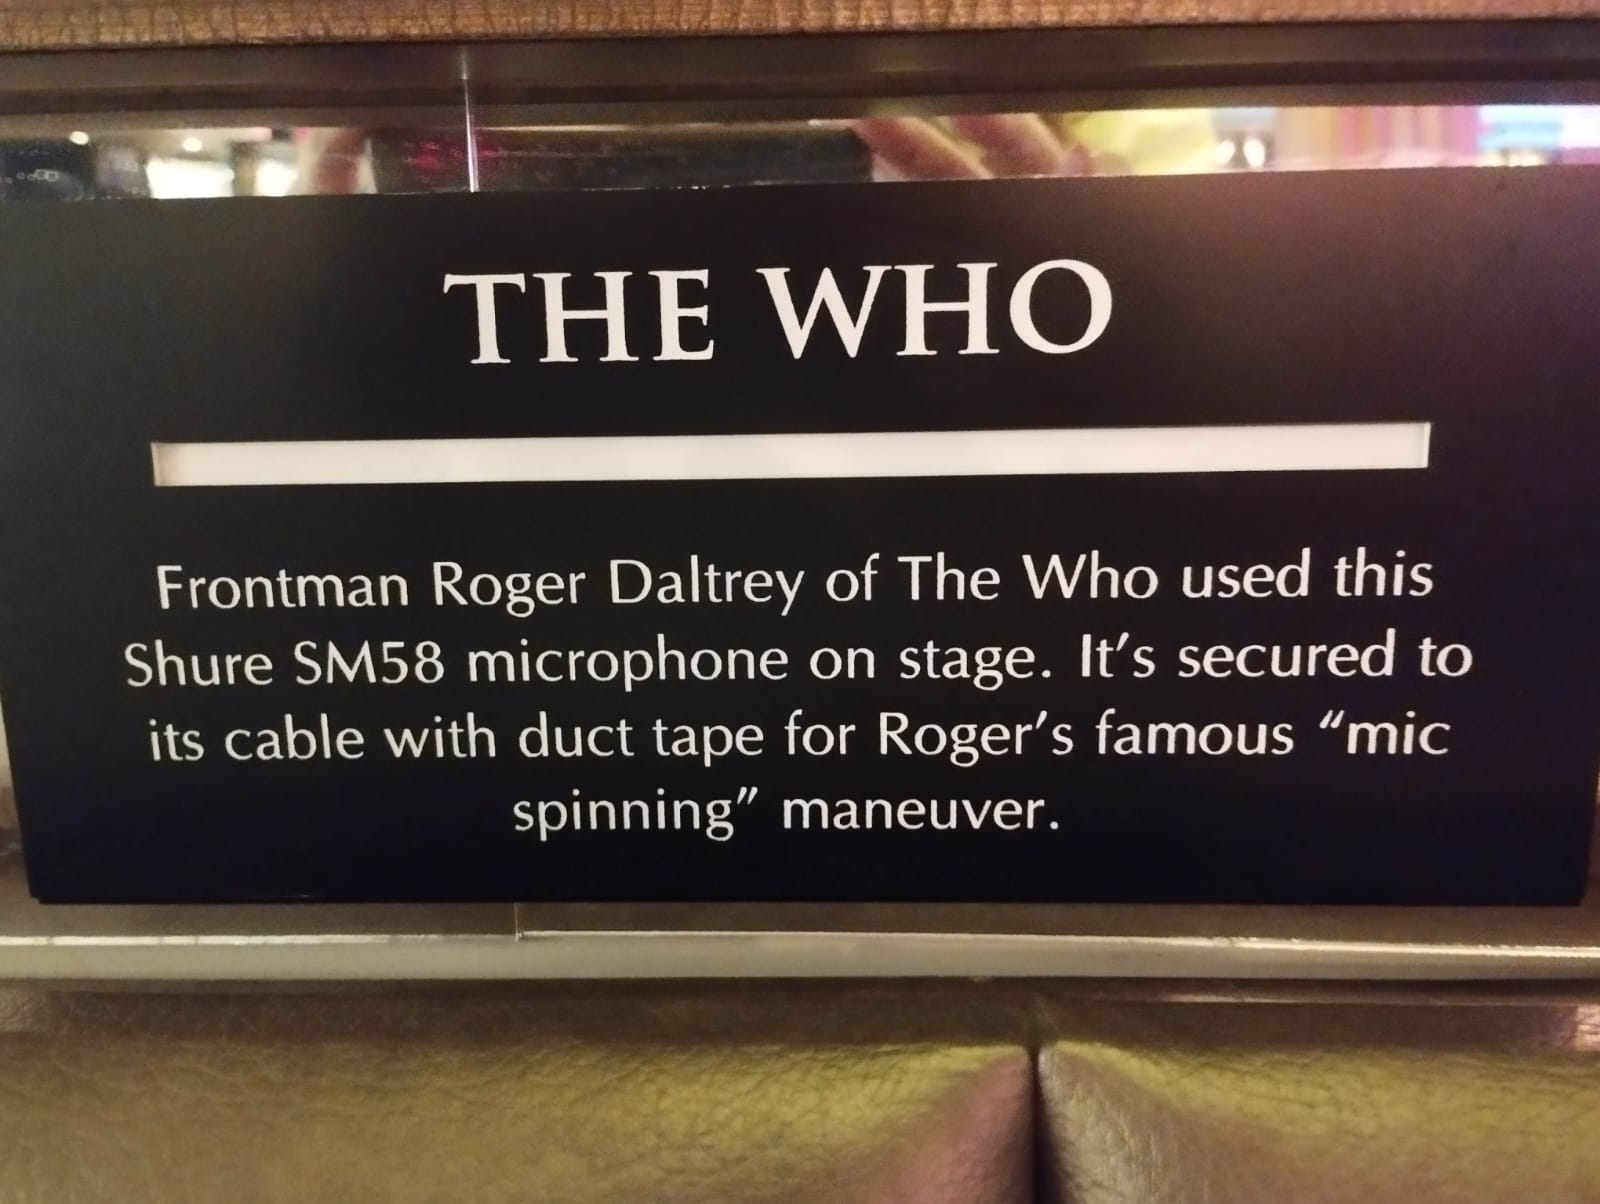 THE WHO
Frontman Roger Daltrey of The Who used this
Shure SM58 microphone on stage. It's secured to
its cable with duct tape for Roger's famous “mic
spinning” maneuver.